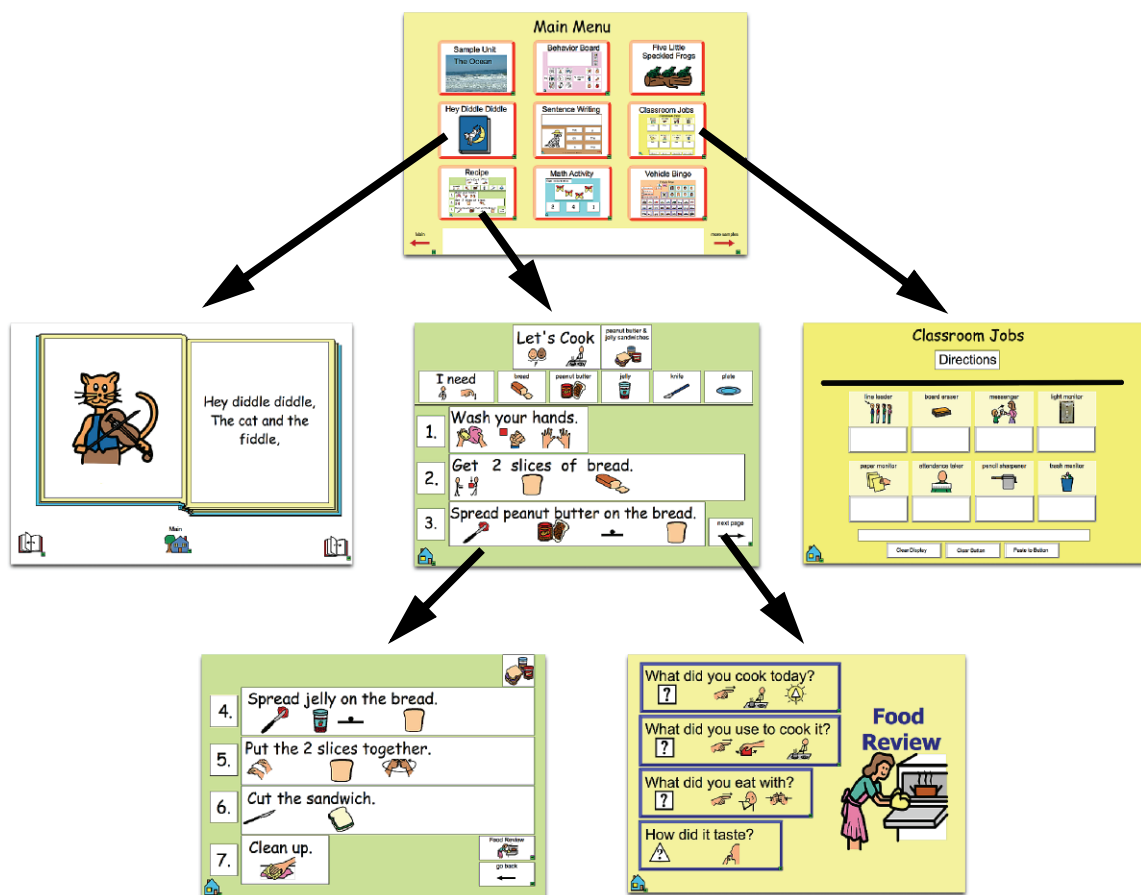 Main Menu
Sample Unit
The Ocean
Behavior Board
Five Little
Speckled Frogs
Hey Diddle Diddle
Sentence Writing
Classroom Jobs
Recipe
Math Activity
2 4 1
Vehicle Bingo
Main
more samples
Hey diddle diddle,
The cat and the
fiddle,
Main
Let's Cook
peanut butter &
jelly sandwiches
I need
bread
peanut butter
jelly
knife
plate
1. Wash your hands.
2. Get 2 slices of bread.
3. Spread peanut butter on the bread.
next page
Classroom Jobs
Directions
line leader
board eraser
messenger
light monitor
paper monitor
attendance taker
pencil sharpener
trash monitor
Clear Display
Clear Button
Paste to Button
4. Spread jelly on the bread.
5. Put the 2 slices together.
6. Cut the sandwich.
7. Clean up.
Food Review
go back
What did you cook today?
?
What did you use to cook it?
?
What did you eat with?
?
How did it taste?
?
Food
Review